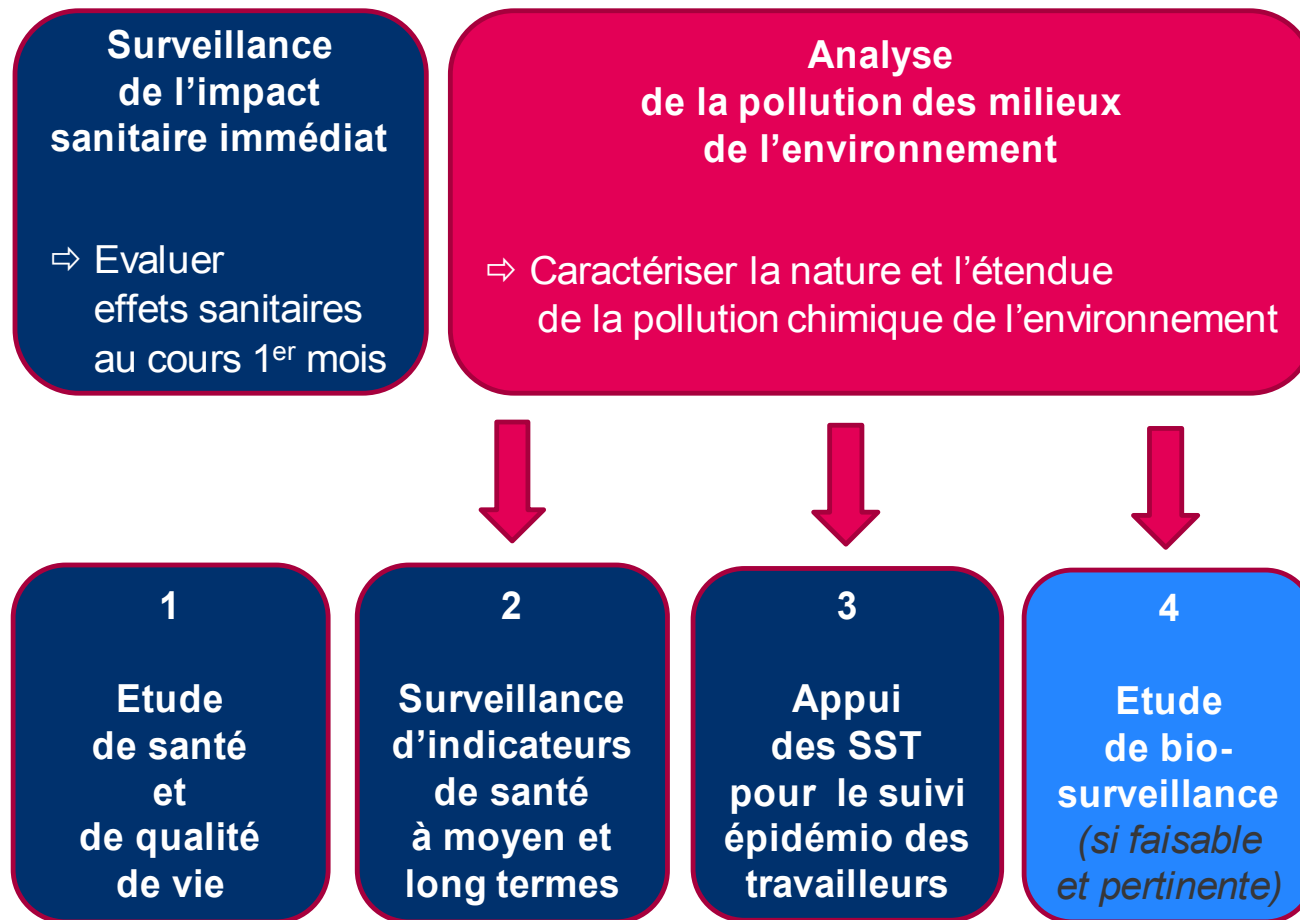 Surveillance
de l’impact
sanitaire immédiat
⇨ Evaluer
effets sanitaires
au cours 1er mois
Analyse
de la pollution des milieux
de l’environnement
⇨ Caractériser la nature et l’étendue
de la pollution chimique de l’environnement
1
Etude
de santé
et
de qualité
de vie
2
Surveillance
d’indicateurs
de santé
à moyen et
long termes
3
Appui
des SST
pour le suivi
épidémio des
travailleurs
4
Etude
de bio-
surveillance
(si faisable
et pertinente)